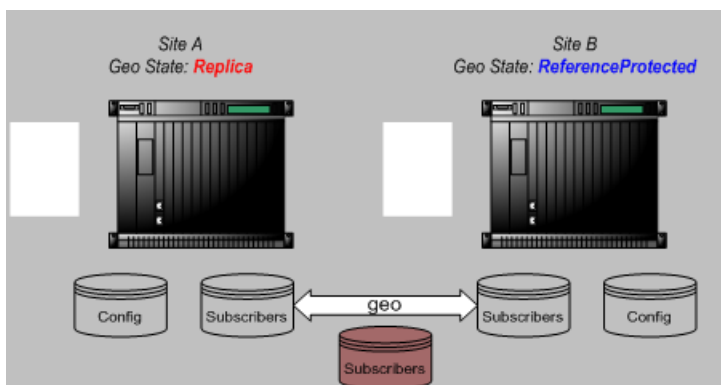 Site A
Geo State: Replica
Site B
Geo State: ReferenceProtected
Config
Subscribers
geo
Subscribers
Config
Subscribers